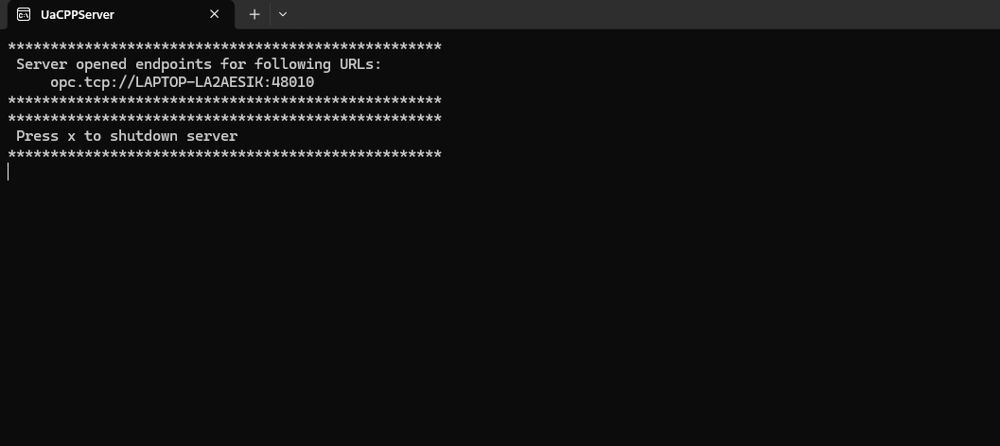 UaCPPServer
***************************************************
 Server opened endpoints for following URLs:
     opc.tcp://LAPTOP-LA2AESIK:48010
***************************************************
***************************************************
 Press x to shutdown server
***************************************************